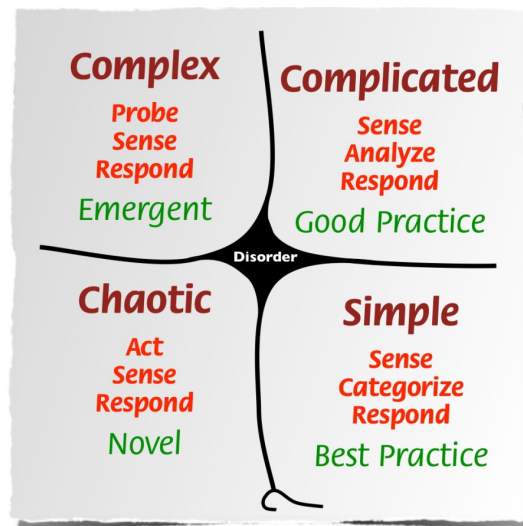 Complex
Probe
Sense
Respond
Emergent
Complicated
Sense
Analyze
Respond
Good Practice
Disorder
Chaotic
Act
Sense
Respond
Novel
Simple
Sense
Categorize
Respond
Best Practice